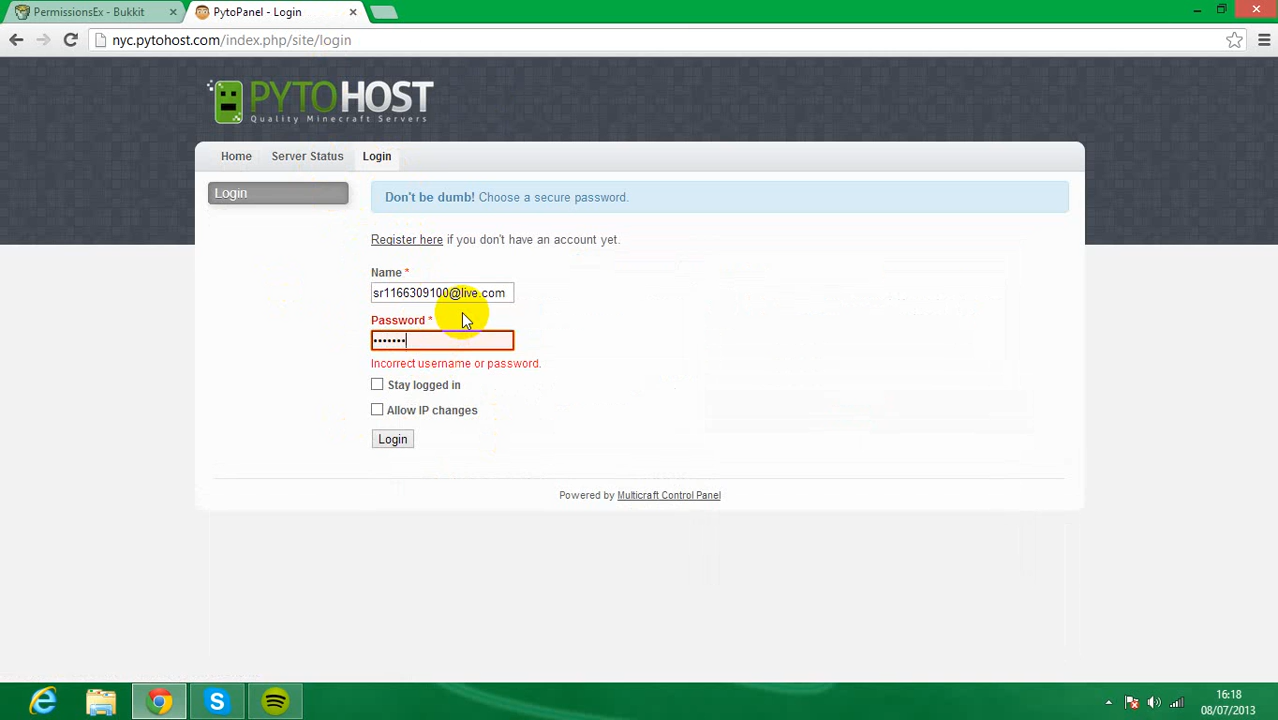 PermissionsEx - Bukkit
PytoPanel - Login
nyc.pytohost.com/index.php/site/login
PYTOHOST
Quality Minecraft Servers
Home
Server Status
Login
Login
Don't be dumb! Choose a secure password.
Register here if you don't have an account yet.
Name *
sr1166309100@live.com
Password *
•••••••
Incorrect username or password.
Stay logged in
Allow IP changes
Login
Powered by Multicraft Control Panel
16:18
08/07/2013